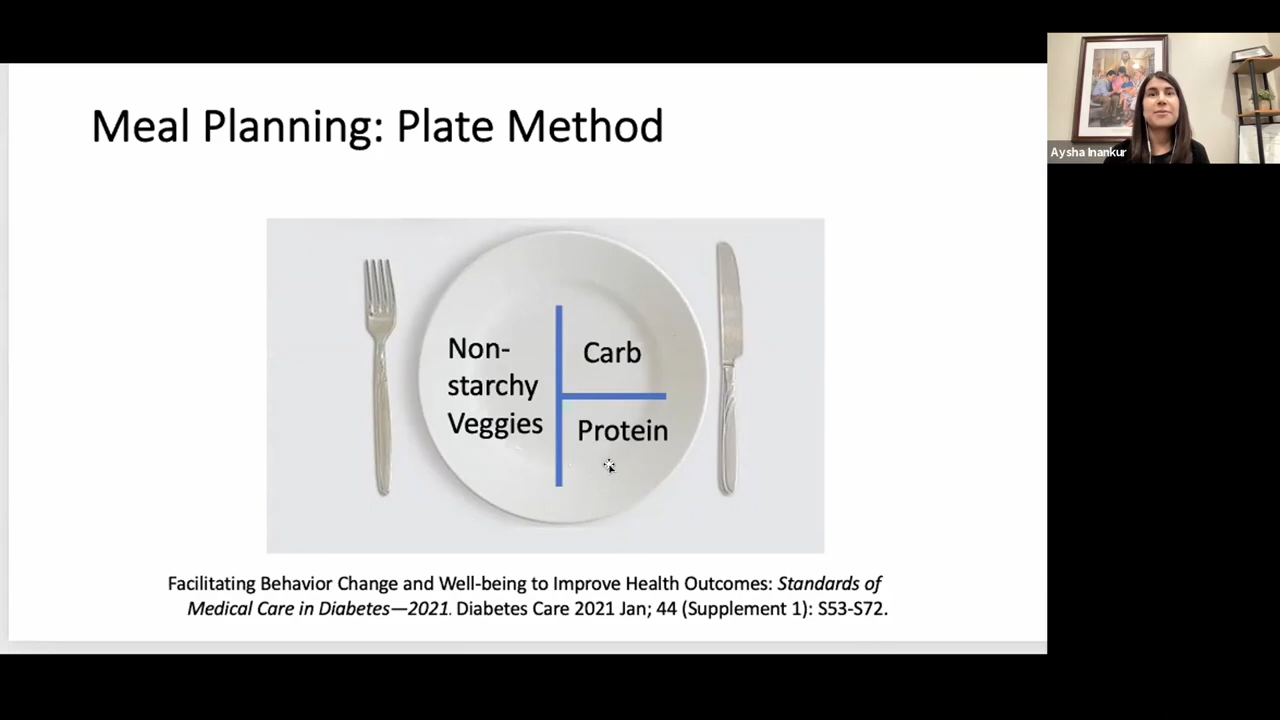 Meal Planning: Plate Method
Aysha Inankur
Non-
starchy
Veggies
Carb
Protein
Facilitating Behavior Change and Well-being to Improve Health Outcomes: Standards of
Medical Care in Diabetes—2021. Diabetes Care 2021 Jan; 44 (Supplement 1): S53-S72.